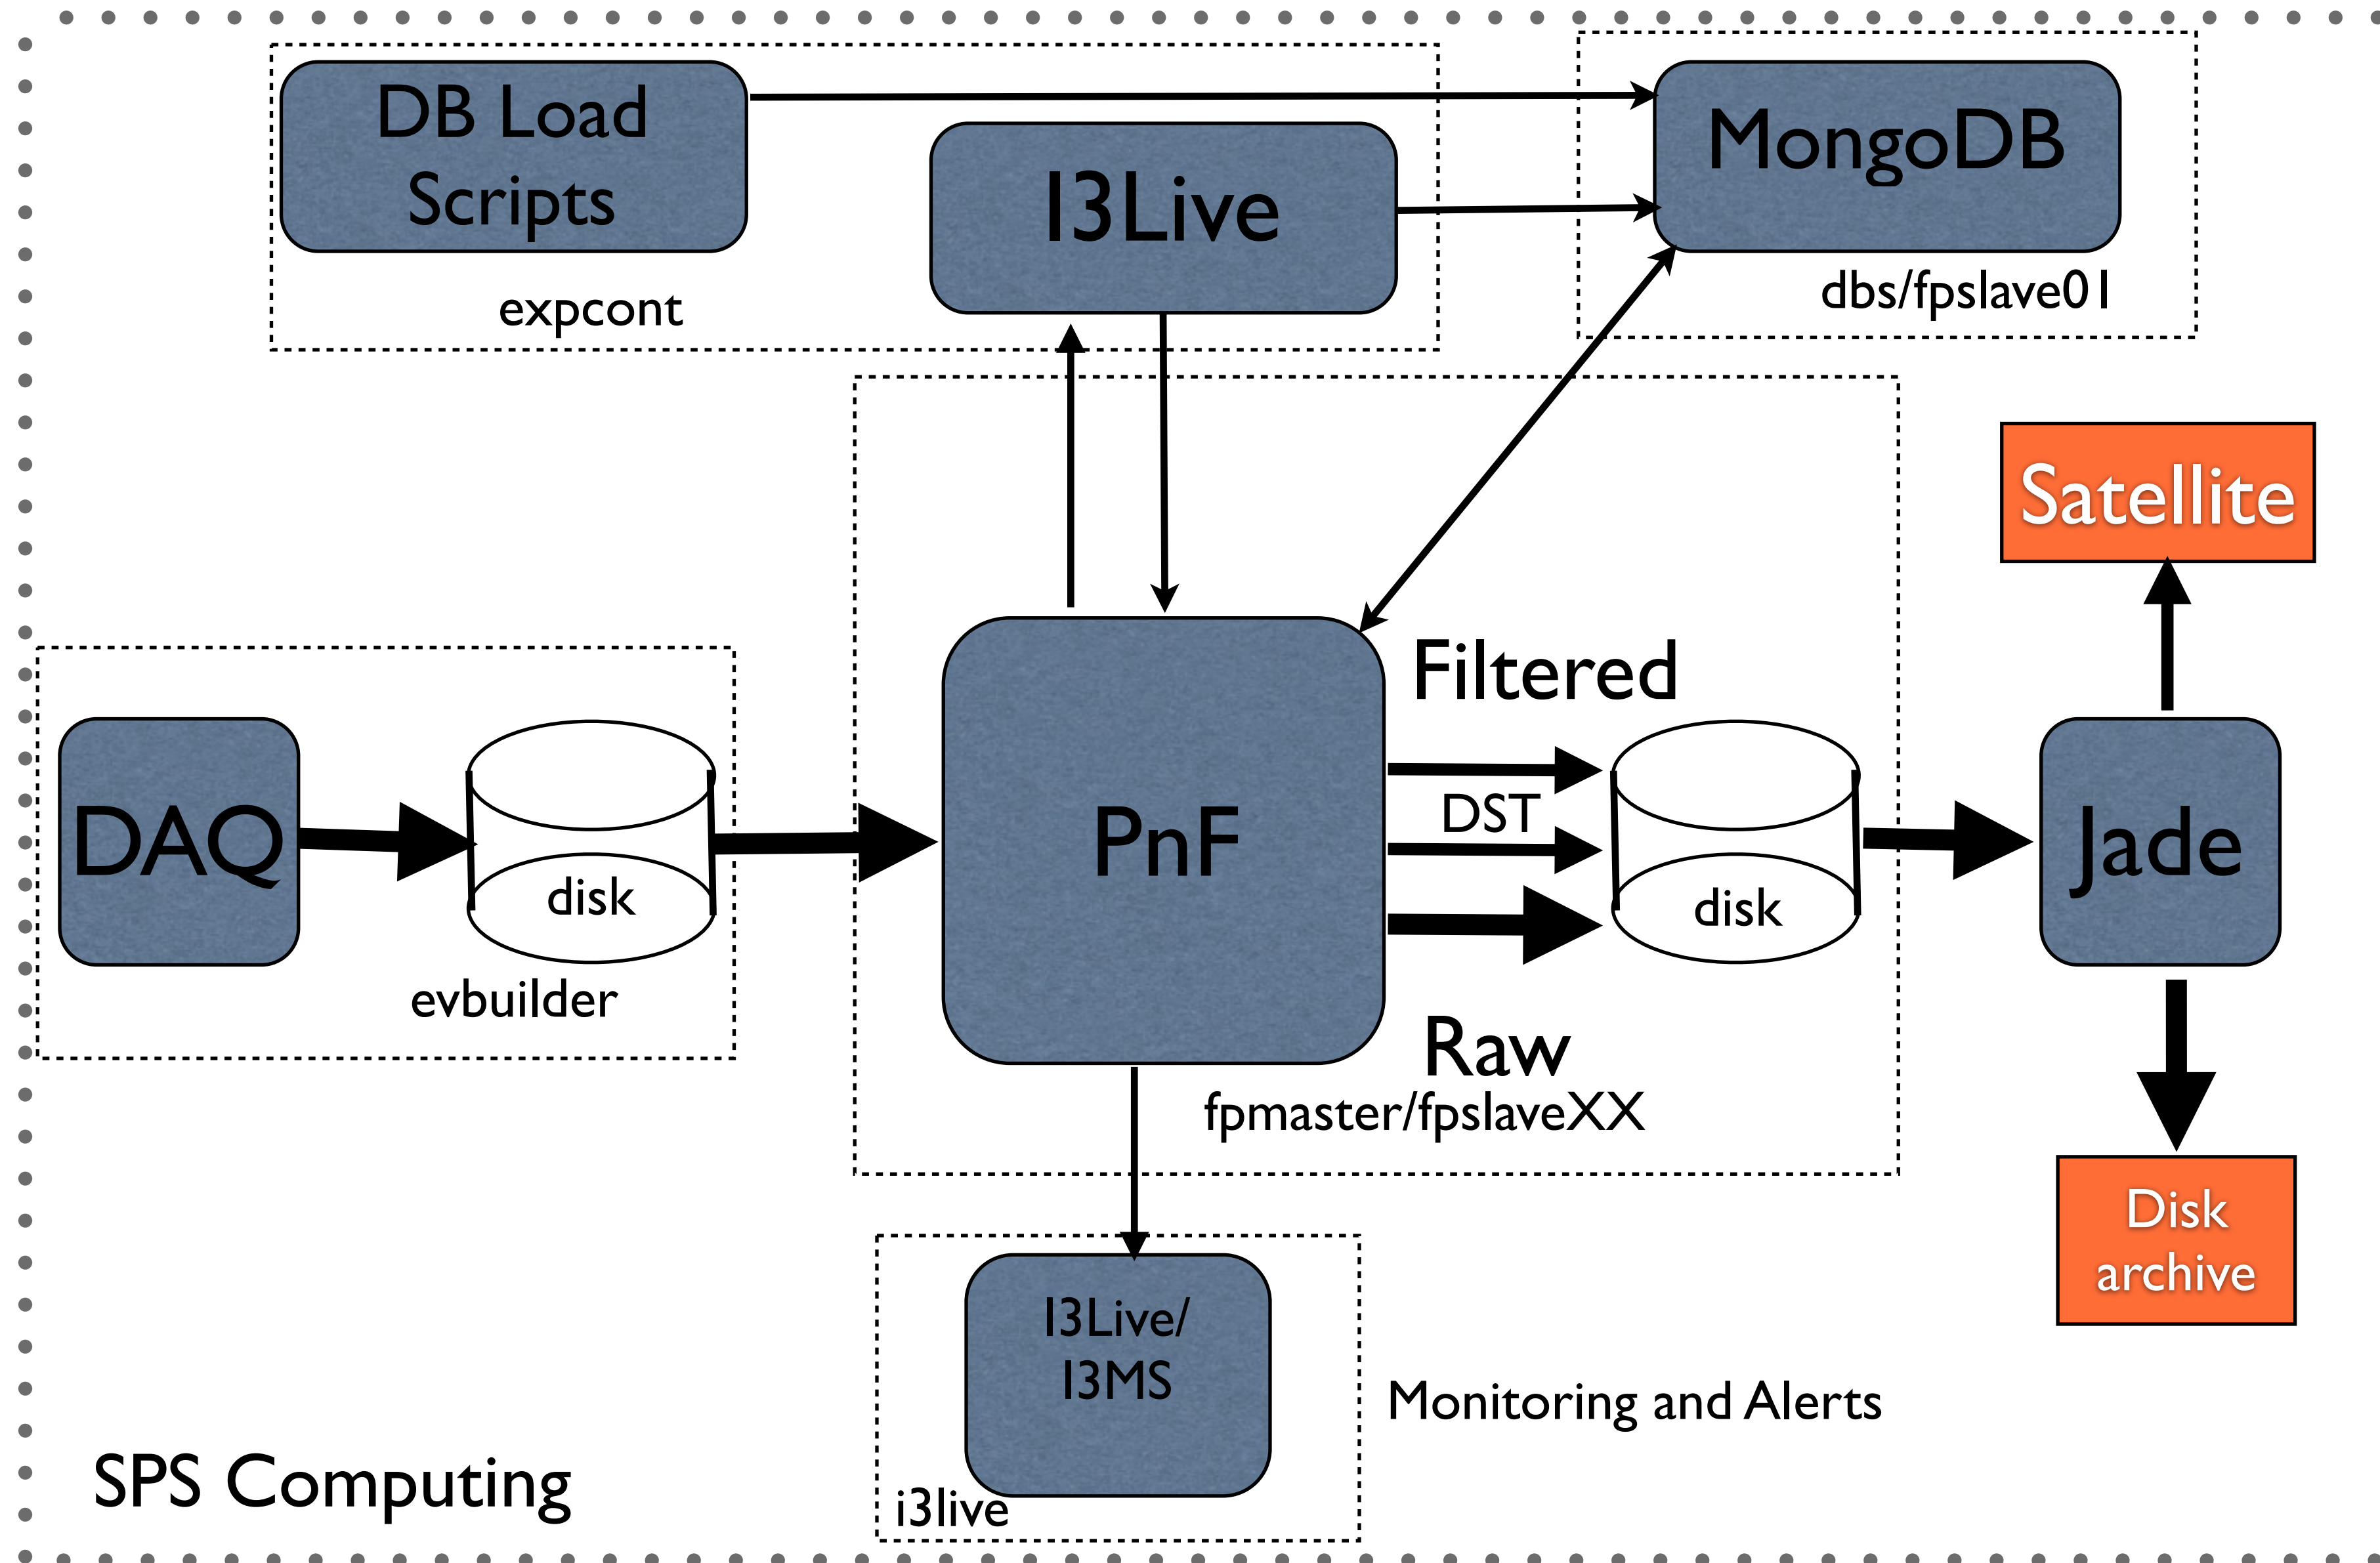 DB Load
Scripts
I3Live
MongoDB
expcont
dbs/fpslave01
Satellite
Filtered
DAQ
disk
PnF
DST
disk
Jade
evbuilder
Raw
fpmaster/fpslaveXX
Disk
archive
I3Live/
I3MS
Monitoring and Alerts
SPS Computing
i3live